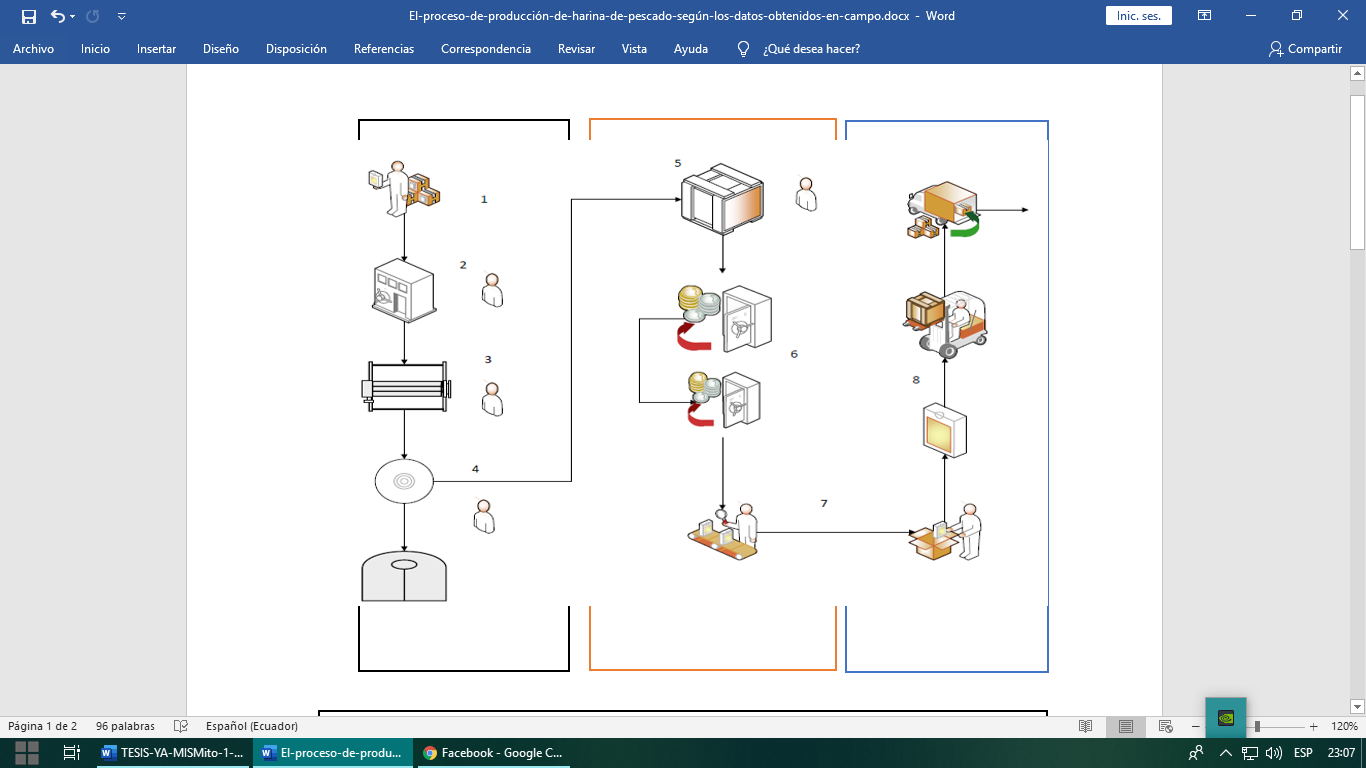 El-proceso-de-producción-de-harina-de-pescado-según-los-datos-obtenidos-en-campo.docx - Word
Inic. ses.
Archivo Inicio Insertar Diseño Disposición Referencias Correspondencia Revisar Vista Ayuda ¿Qué desea hacer? Compartir
5
1
2
3
6
8
4
7
Página 1 de 2 96 palabras Español (Ecuador) 120%
TESIS-YA-MISMito-1-... El-proceso-de-produ... Facebook - Google C... ESP 23:07